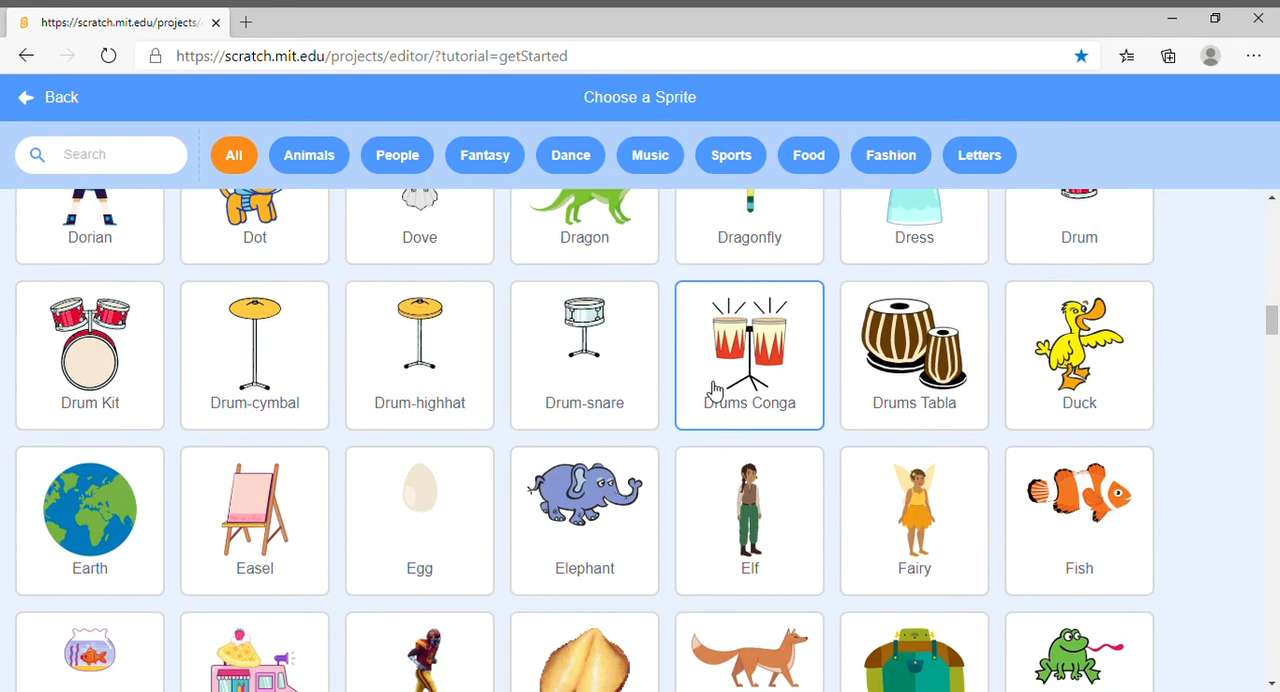 https://scratch.mit.edu/projects/
https://scratch.mit.edu/projects/editor/?tutorial=getStarted
Back
Choose a Sprite
Search
All
Animals
People
Fantasy
Dance
Music
Sports
Food
Fashion
Letters
Dorian
Dot
Dove
Dragon
Dragonfly
Dress
Drum
Drum Kit
Drum-cymbal
Drum-highhat
Drum-snare
Drums Conga
Drums Tabla
Duck
Earth
Easel
Egg
Elephant
Elf
Fairy
Fish